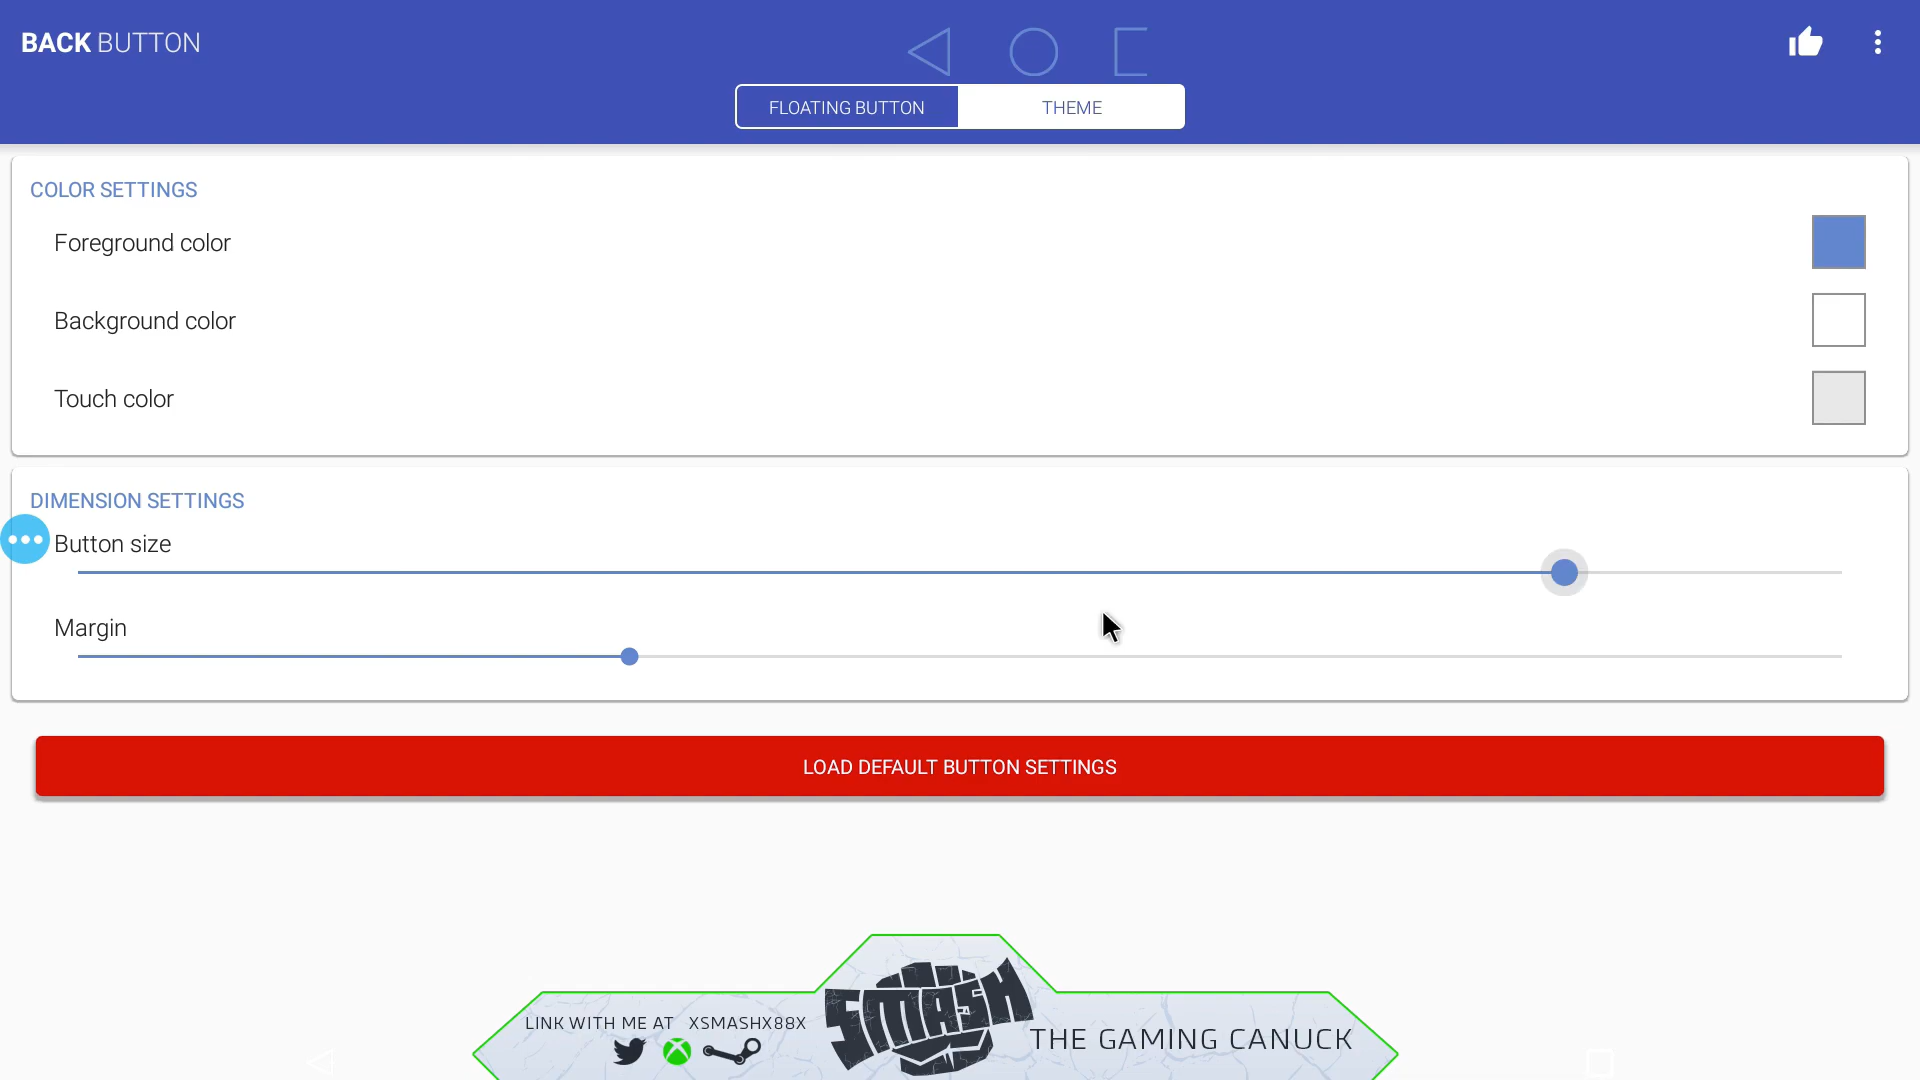 BACK BUTTON
FLOATING BUTTON
THEME
COLOR SETTINGS
Foreground color
Background color
Touch color
DIMENSION SETTINGS
Button size
Margin
LOAD DEFAULT BUTTON SETTINGS
LINK WITH ME AT XSMASHX88X
SMASH
THE GAMING CANUCK